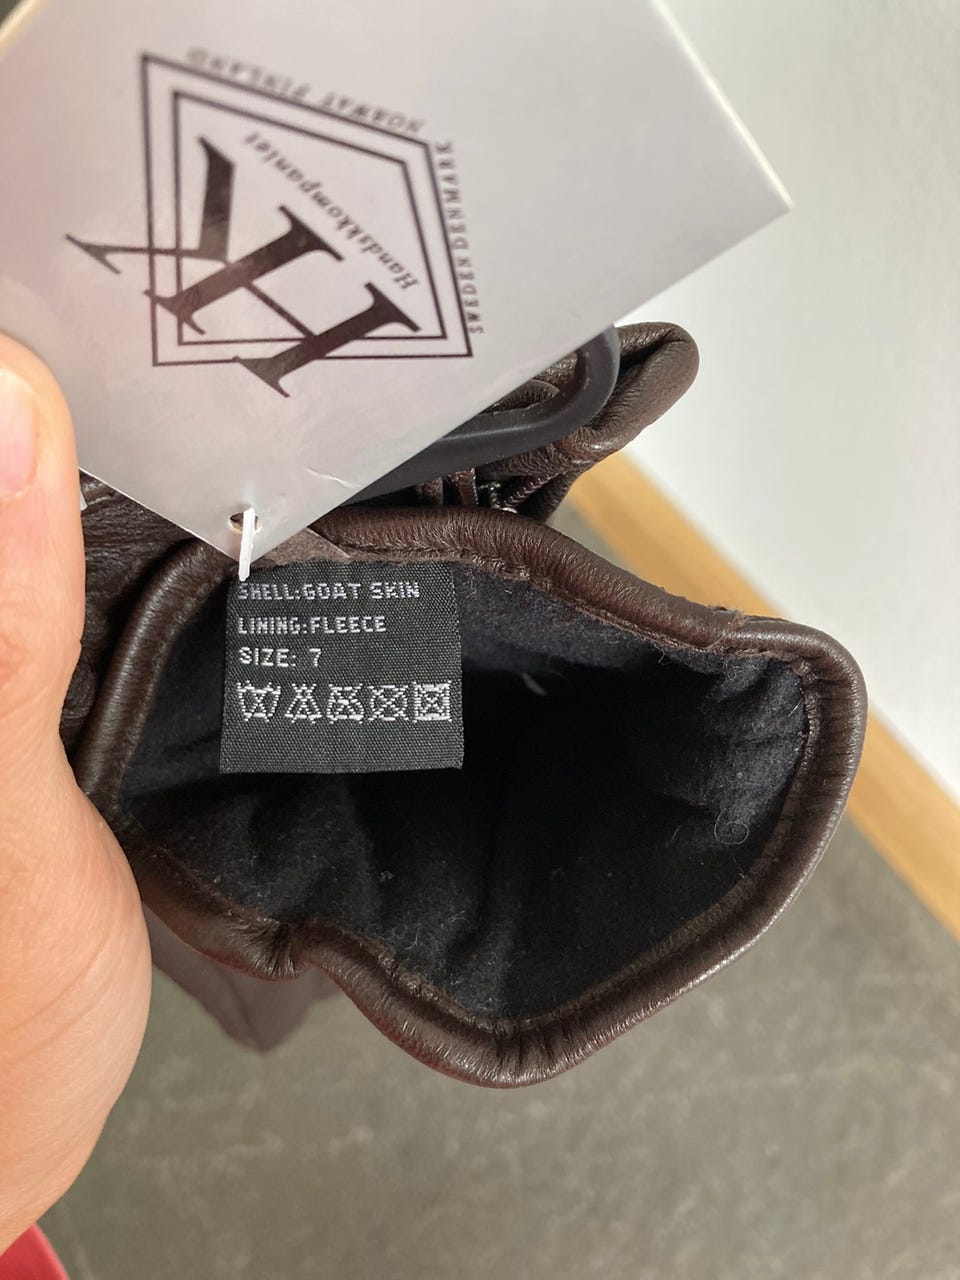 HK
Handskkompaniet
SWEDEN DENMARK NORWAY FINLAND
SHELL:GOAT SKIN
LINING:FLEECE
SIZE: 7